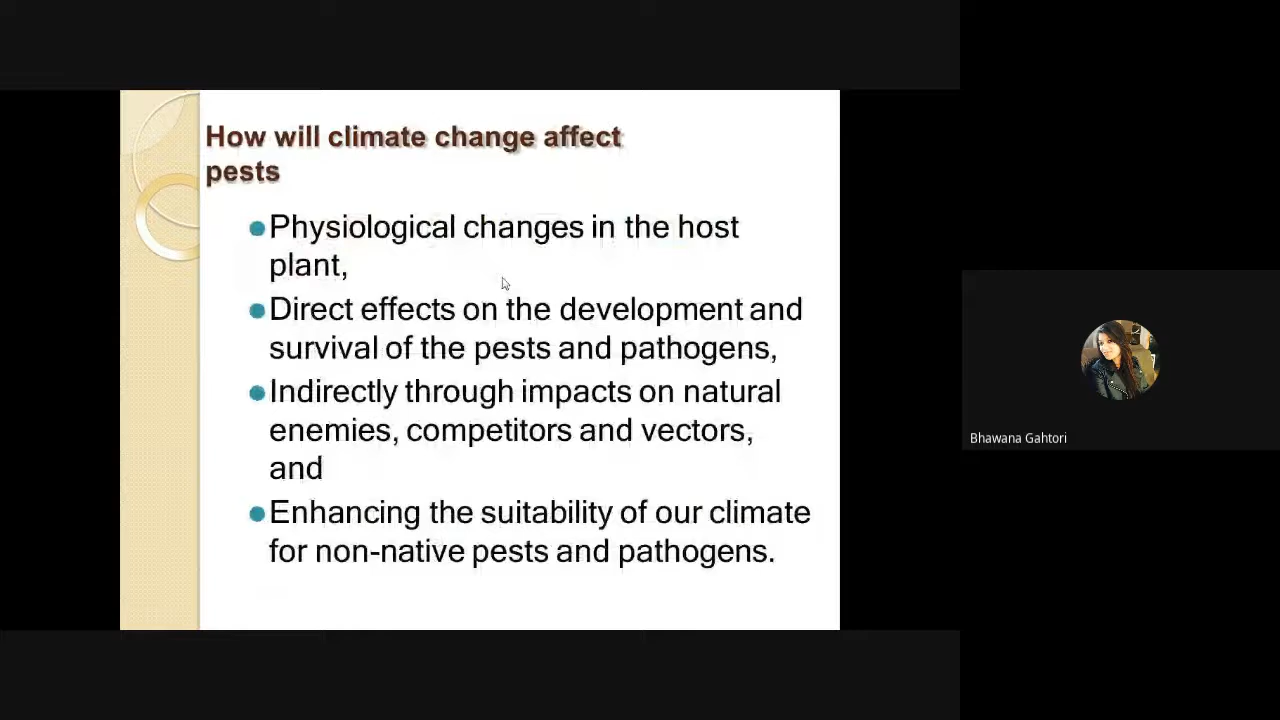 How will climate change affect
pests
Physiological changes in the host
plant,
Direct effects on the development and
survival of the pests and pathogens,
Indirectly through impacts on natural
enemies, competitors and vectors,
and
Enhancing the suitability of our climate
for non-native pests and pathogens.
Bhawana Gahtori